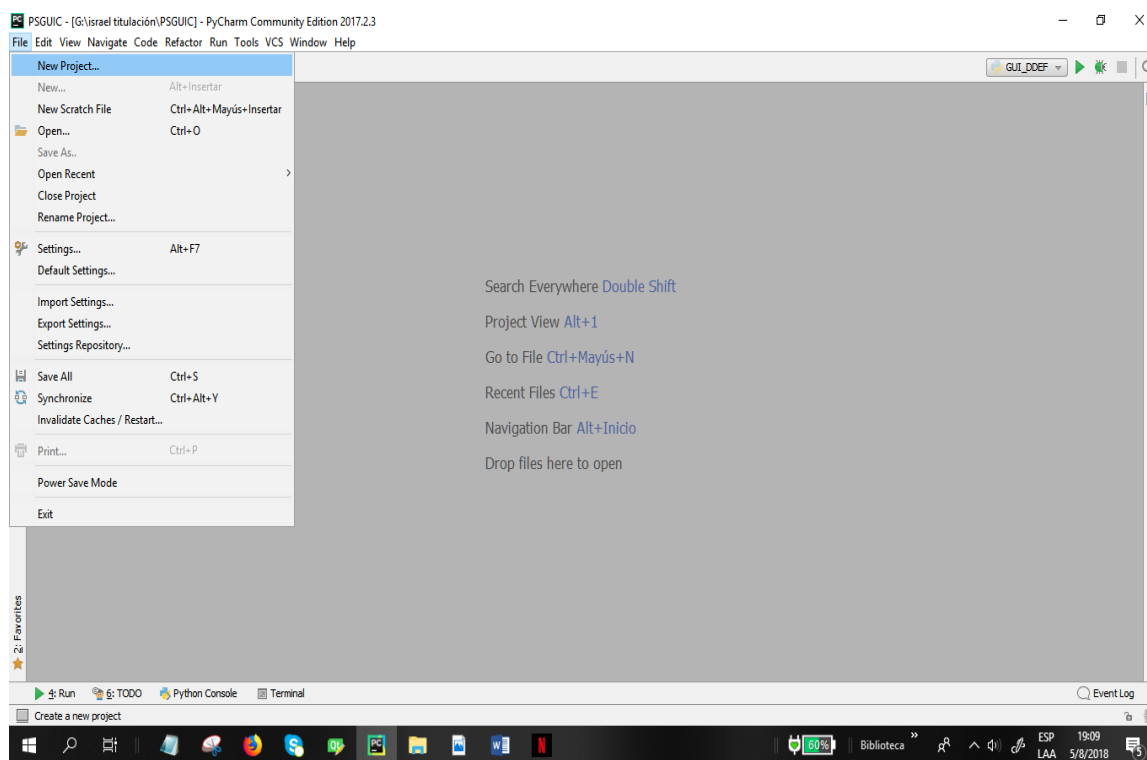 PSGUIC - [G:\israel titulación\PSGUIC] - PyCharm Community Edition 2017.2.3
File Edit View Navigate Code Refactor Run Tools VCS Window Help
New Project...
GUI_DDEF
New... Alt+Insertar
New Scratch File Ctrl+Alt+Mayús+Insertar
Open... Ctrl+O
Save As..
Open Recent
Close Project
Rename Project...
Settings... Alt+F7
Default Settings...
Import Settings...
Export Settings...
Settings Repository...
Save All Ctrl+S
Synchronize Ctrl+Alt+Y
Invalidate Caches / Restart...
Print... Ctrl+P
Power Save Mode
Exit
Search Everywhere Double Shift
Project View Alt+1
Go to File Ctrl+Mayús+N
Recent Files Ctrl+E
Navigation Bar Alt+Inicio
Drop files here to open
2: Favorites
4: Run 6: TODO Python Console Terminal Event Log
Create a new project
60% Biblioteca ESP 19:09
LAA 5/8/2018 5